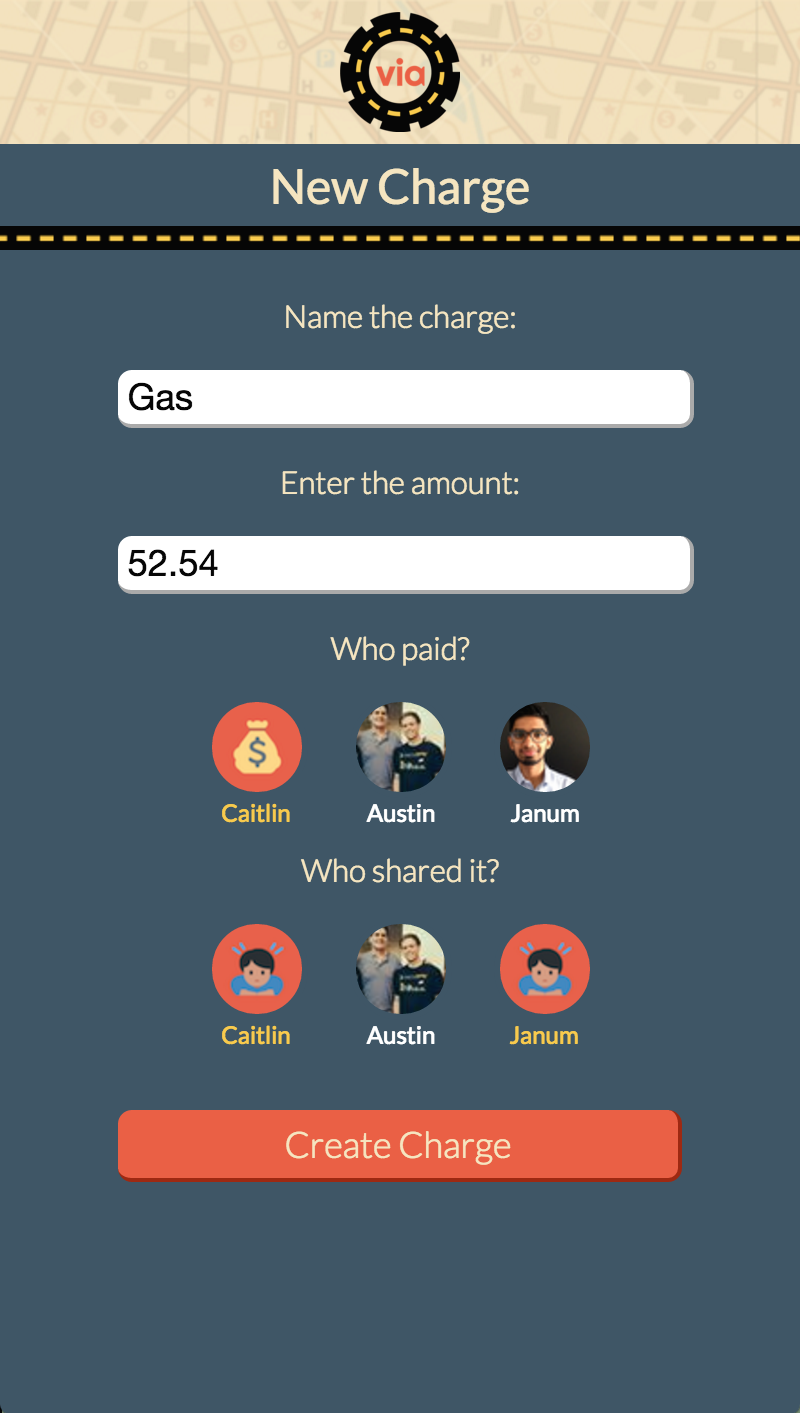 via
New Charge
Name the charge:
Gas
Enter the amount:
52.54
Who paid?
$
Caitlin Austin Janum
Who shared it?
Caitlin Austin Janum
Create Charge